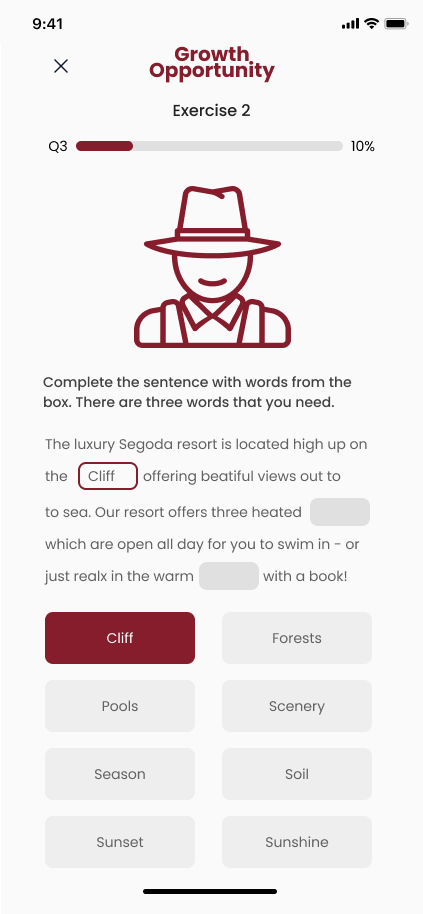 9:41
Growth
Opportunity
Exercise 2
Q3 10%
Complete the sentence with words from the
box. There are three words that you need.
The luxury Segoda resort is located high up on
the Cliff offering beatiful views out to
to sea. Our resort offers three heated
which are open all day for you to swim in - or
just realx in the warm with a book!
Cliff Forests
Pools Scenery
Season Soil
Sunset Sunshine